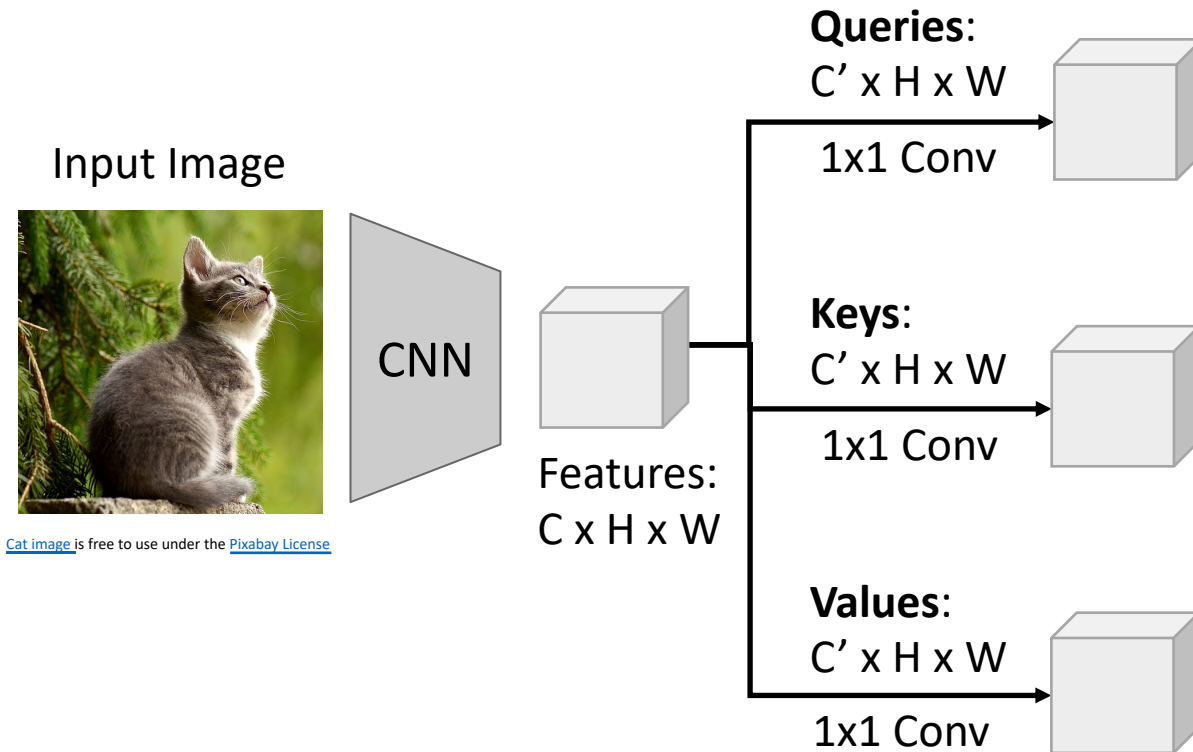 Input Image
Cat image is free to use under the Pixabay License
CNN
Features:
C x H x W
Queries:
C’ x H x W
1x1 Conv
Keys:
C’ x H x W
1x1 Conv
Values:
C’ x H x W
1x1 Conv